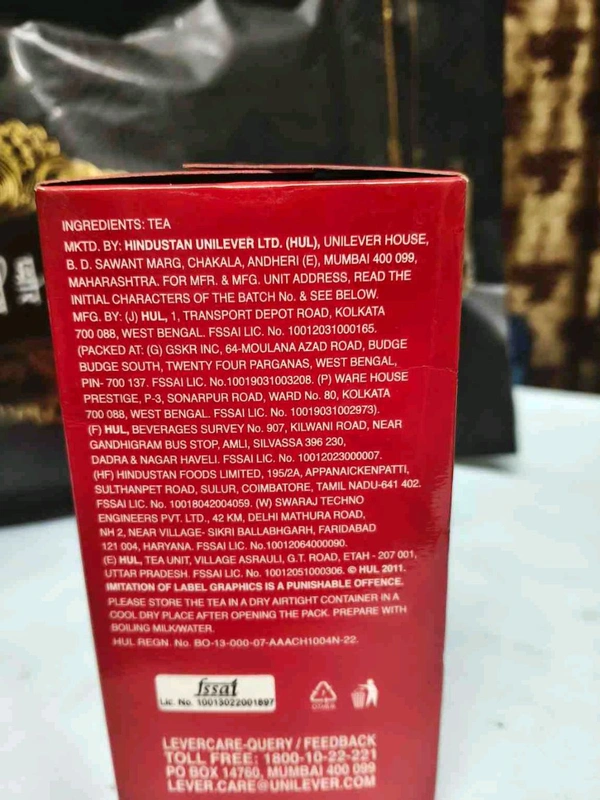 INGREDIENTS: TEA
MKTD. BY: HINDUSTAN UNILEVER LTD. (HUL), UNILEVER HOUSE,
B. D. SAWANT MARG, CHAKALA, ANDHERI (E), MUMBAI 400 099,
MAHARASHTRA. FOR MFR. & MFG. UNIT ADDRESS, READ THE
INITIAL CHARACTERS OF THE BATCH No. & SEE BELOW.
MFG. BY: (J) HUL, 1, TRANSPORT DEPOT ROAD, KOLKATA
700 088, WEST BENGAL. FSSAI LIC. No. 10012031000165.
(PACKED AT: (G) GSKR INC, 64-MOULANA AZAD ROAD, BUDGE
BUDGE SOUTH, TWENTY FOUR PARGANAS, WEST BENGAL,
PIN- 700 137. FSSAI LIC. No.10019031003208. (P) WARE HOUSE
PRESTIGE, P-3, SONARPUR ROAD, WARD No. 80, KOLKATA
700 088, WEST BENGAL. FSSAI LIC. No. 10019031002973).
(F) HUL, BEVERAGES SURVEY No. 907, KILWANI ROAD, NEAR
GANDHIGRAM BUS STOP, AMLI, SILVASSA 396 230,
DADRA & NAGAR HAVELI. FSSAI LIC. No. 10012023000007.
(HF) HINDUSTAN FOODS LIMITED, 195/2A, APPANAICKENPATTI,
SULTHANPET ROAD, SULUR, COIMBATORE, TAMIL NADU-641 402.
FSSAI LIC. No. 10018042004059. (W) SWARAJ TECHNO
ENGINEERS PVT. LTD., 42 KM, DELHI MATHURA ROAD,
NH 2, NEAR VILLAGE- SIKRI BALLABHGARH, FARIDABAD
121 004, HARYANA. FSSAI LIC. No.10012064000090.
(E) HUL, TEA UNIT, VILLAGE ASRAULI, G.T. ROAD, ETAH - 207 001,
UTTAR PRADESH. FSSAI LIC. No. 10012051000306. © HUL 2011.
IMITATION OF LABEL GRAPHICS IS A PUNISHABLE OFFENCE.
PLEASE STORE THE TEA IN A DRY AIRTIGHT CONTAINER IN A
COOL DRY PLACE AFTER OPENING THE PACK. PREPARE WITH
BOILING MILK/WATER.
HUL REGN. No. BO-13-000-07-AAACH1004N-22.
fssai
Lic. No. 10013022001897
LEVERCARE-QUERY / FEEDBACK
TOLL FREE: 1800-10-22-221
PO BOX 14760, MUMBAI 400 099
LEVER.CARE@UNILEVER.COM